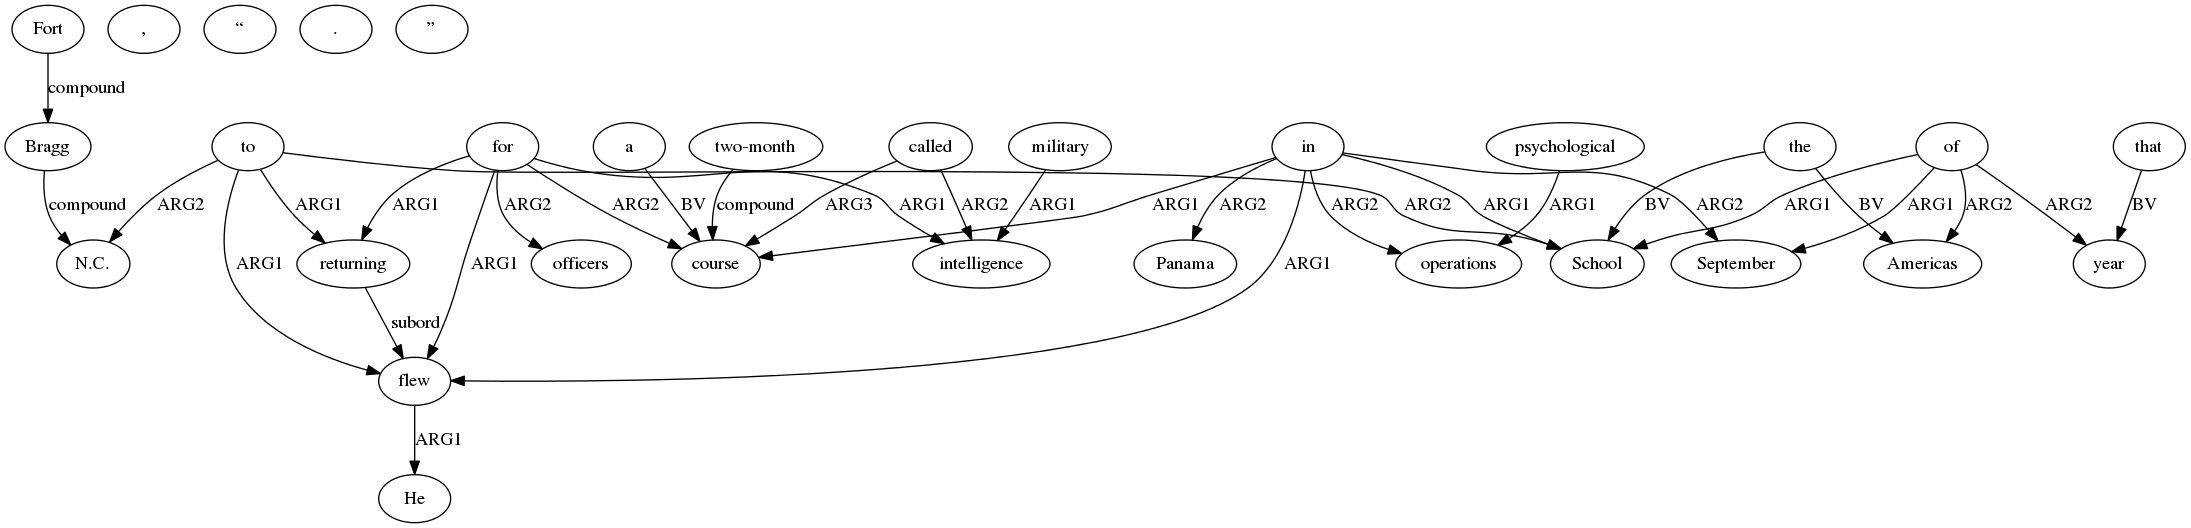 Fort , “ . ”
compound
Bragg to for a two-month called military in psychological the of that
compound ARG2 ARG1 ARG1 ARG1 ARG2 ARG2 BV compound ARG3 ARG1 ARG2 ARG1 ARG1 ARG2 ARG1 ARG2 ARG2 ARG1 ARG1 ARG2 BV ARG1 BV ARG1 ARG2 ARG2 BV
N.C. returning officers course intelligence Panama operations School September Americas year
subord
flew
ARG1
He